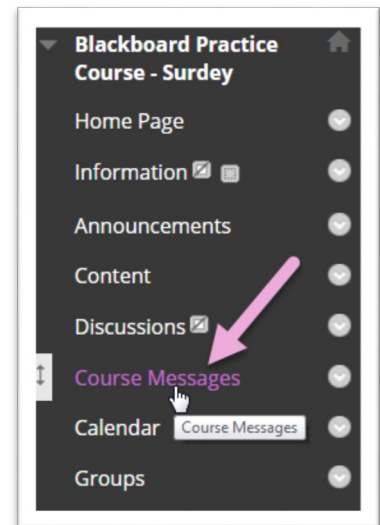 Blackboard Practice
Course - Surdey
Home Page
Information
Announcements
Content
Discussions
Course Messages
Calendar
Course Messages
Groups